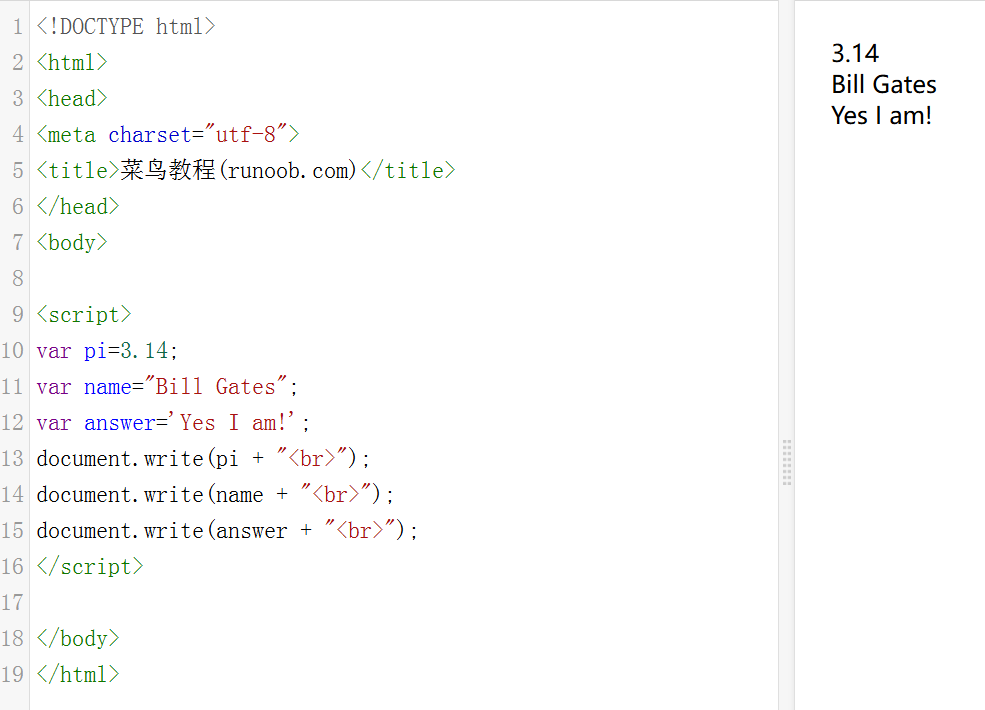 1 <!DOCTYPE html>
2 <html>
3 <head>
4 <meta charset="utf-8">
5 <title>菜鸟教程(runoob.com)</title>
6 </head>
7 <body>
8
9 <script>
10 var pi=3.14;
11 var name="Bill Gates";
12 var answer='Yes I am!';
13 document.write(pi + "<br>");
14 document.write(name + "<br>");
15 document.write(answer + "<br>");
16 </script>
17
18 </body>
19 </html>
3.14
Bill Gates
Yes I am!